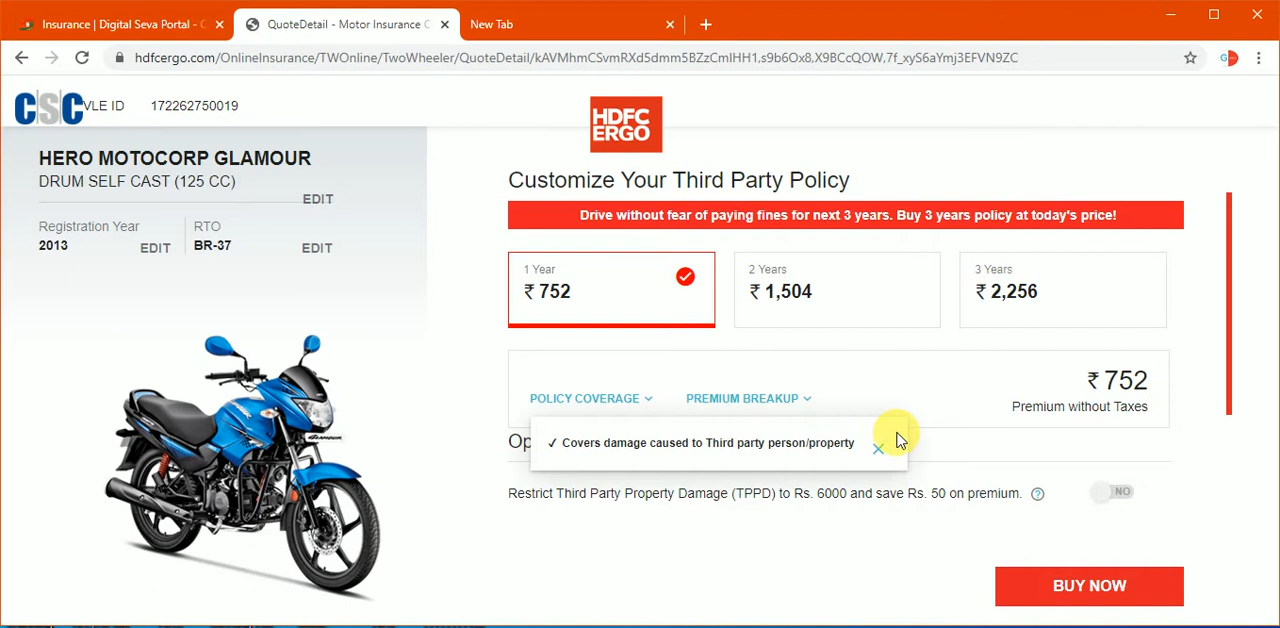 Insurance | Digital Seva Portal - C
QuoteDetail - Motor Insurance C
New Tab
hdfcergo.com/OnlineInsurance/TWOnline/TwoWheeler/QuoteDetail/kAVMhmCSvmRXd5dmm5BZzCmIHH1,s9b6Ox8,X9BCcQOW,7f_xyS6aYmj3EFVN9ZC
CSC VLE ID 172262750019
HDFC
ERGO
HERO MOTOCORP GLAMOUR
DRUM SELF CAST (125 CC)
EDIT
Registration Year
2013
EDIT
RTO
BR-37
EDIT
Customize Your Third Party Policy
Drive without fear of paying fines for next 3 years. Buy 3 years policy at today's price!
1 Year
₹ 752
2 Years
₹ 1,504
3 Years
₹ 2,256
₹ 752
POLICY COVERAGE
PREMIUM BREAKUP
Premium without Taxes
Op
✓ Covers damage caused to Third party person/property
Restrict Third Party Property Damage (TPPD) to Rs. 6000 and save Rs. 50 on premium. ?
NO
BUY NOW